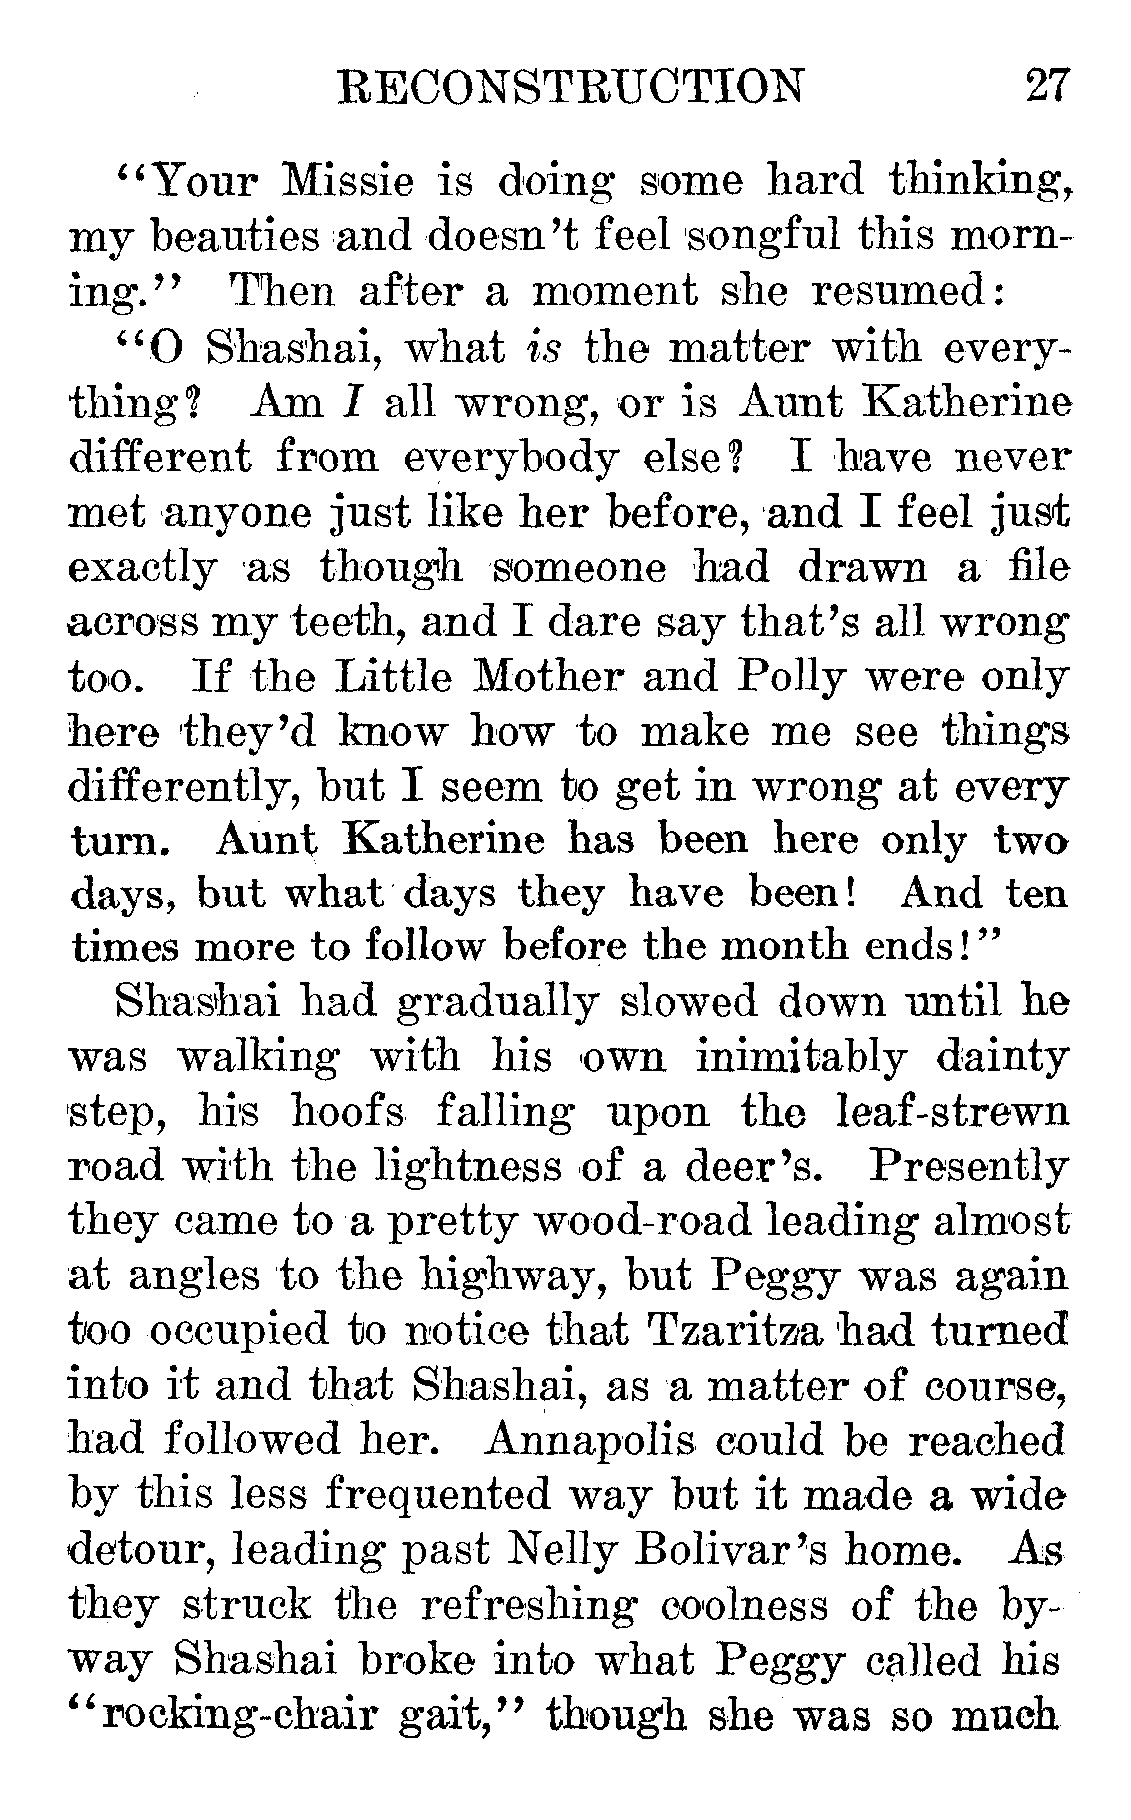 RECONSTRUCTION 27
“Your Missie is doing some hard thinking,
my beauties and doesn’t feel songful this morn-
ing.” Then after a moment she resumed:
“O Shashai, what is the matter with every-
thing? Am I all wrong, or is Aunt Katherine
different from everybody else? I have never
met anyone just like her before, and I feel just
exactly as though someone had drawn a file
across my teeth, and I dare say that’s all wrong
too. If the Little Mother and Polly were only
here they’d know how to make me see things
differently, but I seem to get in wrong at every
turn. Aunt Katherine has been here only two
days, but what days they have been! And ten
times more to follow before the month ends!”
Shashai had gradually slowed down until he
was walking with his own inimitably dainty
step, his hoofs falling upon the leaf-strewn
road with the lightness of a deer’s. Presently
they came to a pretty wood-road leading almost
at angles to the highway, but Peggy was again
too occupied to notice that Tzaritza had turned
into it and that Shashai, as a matter of course,
had followed her. Annapolis could be reached
by this less frequented way but it made a wide
detour, leading past Nelly Bolivar’s home. As
they struck the refreshing coolness of the by-
way Shashai broke into what Peggy called his
“rocking-chair gait,” though she was so much